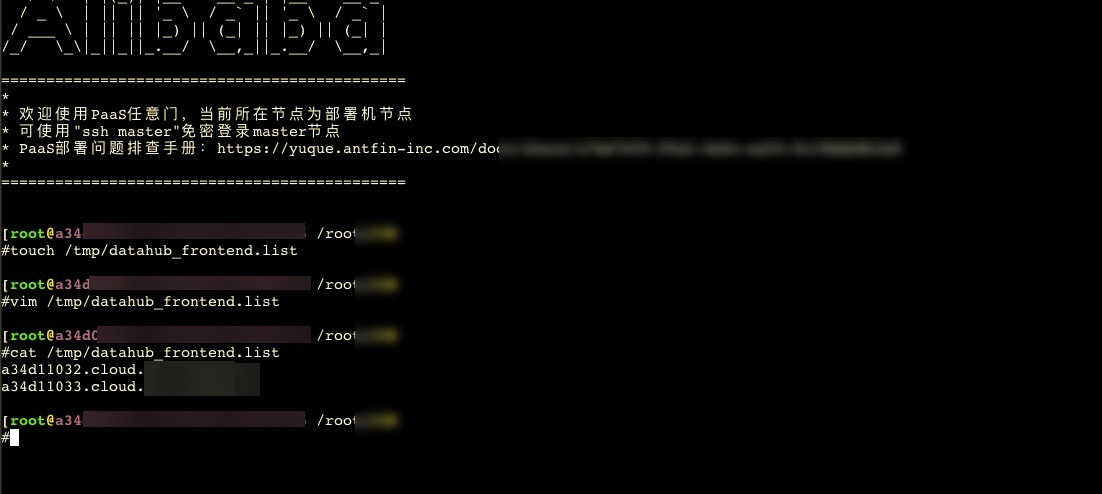 Alibaba
============================================
*
* 欢迎使用PaaS任意门，当前所在节点为部署机节点
* 可使用"ssh master"免密登录master节点
* PaaS部署问题排查手册：https://yuque.antfin-inc.com/doc
*
============================================
[root@a34 /root
#touch /tmp/datahub_frontend.list
[root@a34d /root
#vim /tmp/datahub_frontend.list
[root@a34d0 /root
#cat /tmp/datahub_frontend.list
a34d11032.cloud.
a34d11033.cloud.
[root@a34 /root
#